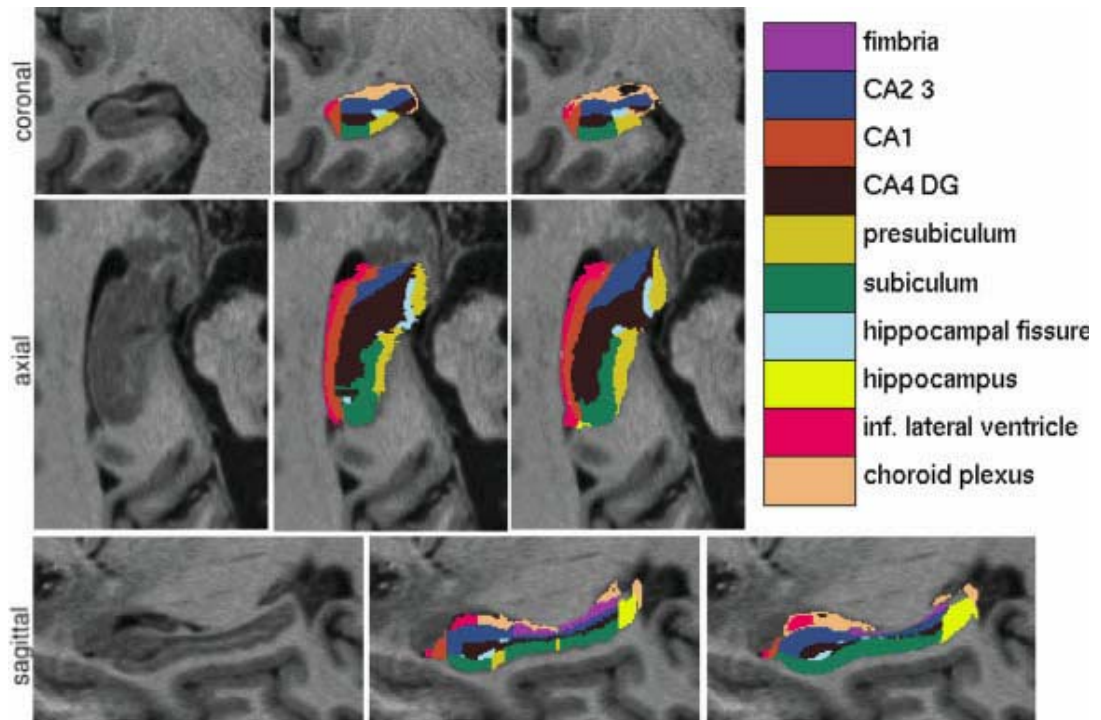 coronal
axial
sagittal
fimbria
CA2 3
CA1
CA4 DG
presubiculum
subiculum
hippocampal fissure
hippocampus
inf. lateral ventricle
choroid plexus